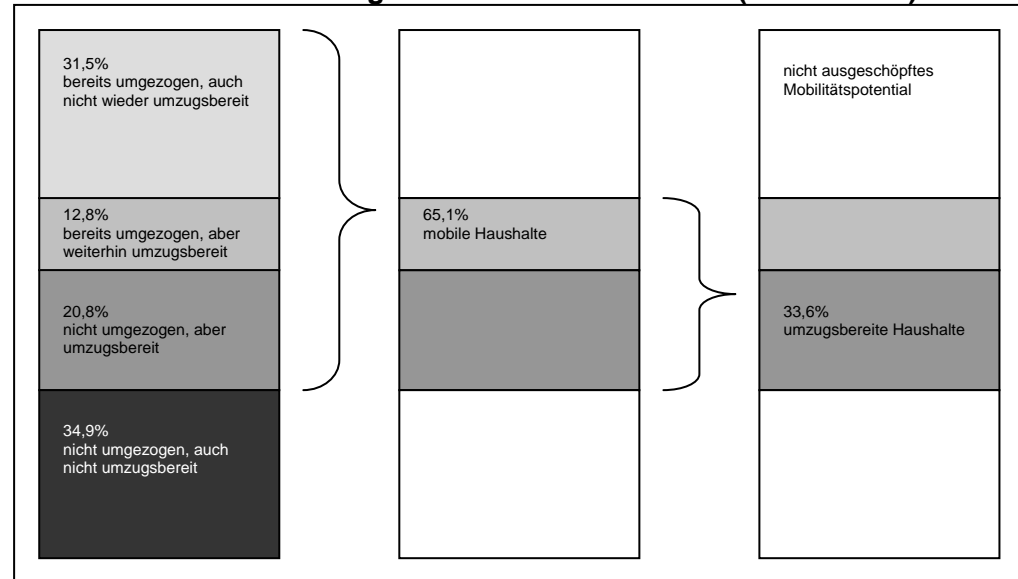 31,5%
bereits umgezogen, auch
nicht wieder umzugsbereit
12,8%
bereits umgezogen, aber
weiterhin umzugsbereit
20,8%
nicht umgezogen, aber
umzugsbereit
34,9%
nicht umgezogen, auch
nicht umzugsbereit
65,1%
mobile Haushalte
nicht ausgeschöpftes
Mobilitätspotential
33,6%
umzugsbereite Haushalte